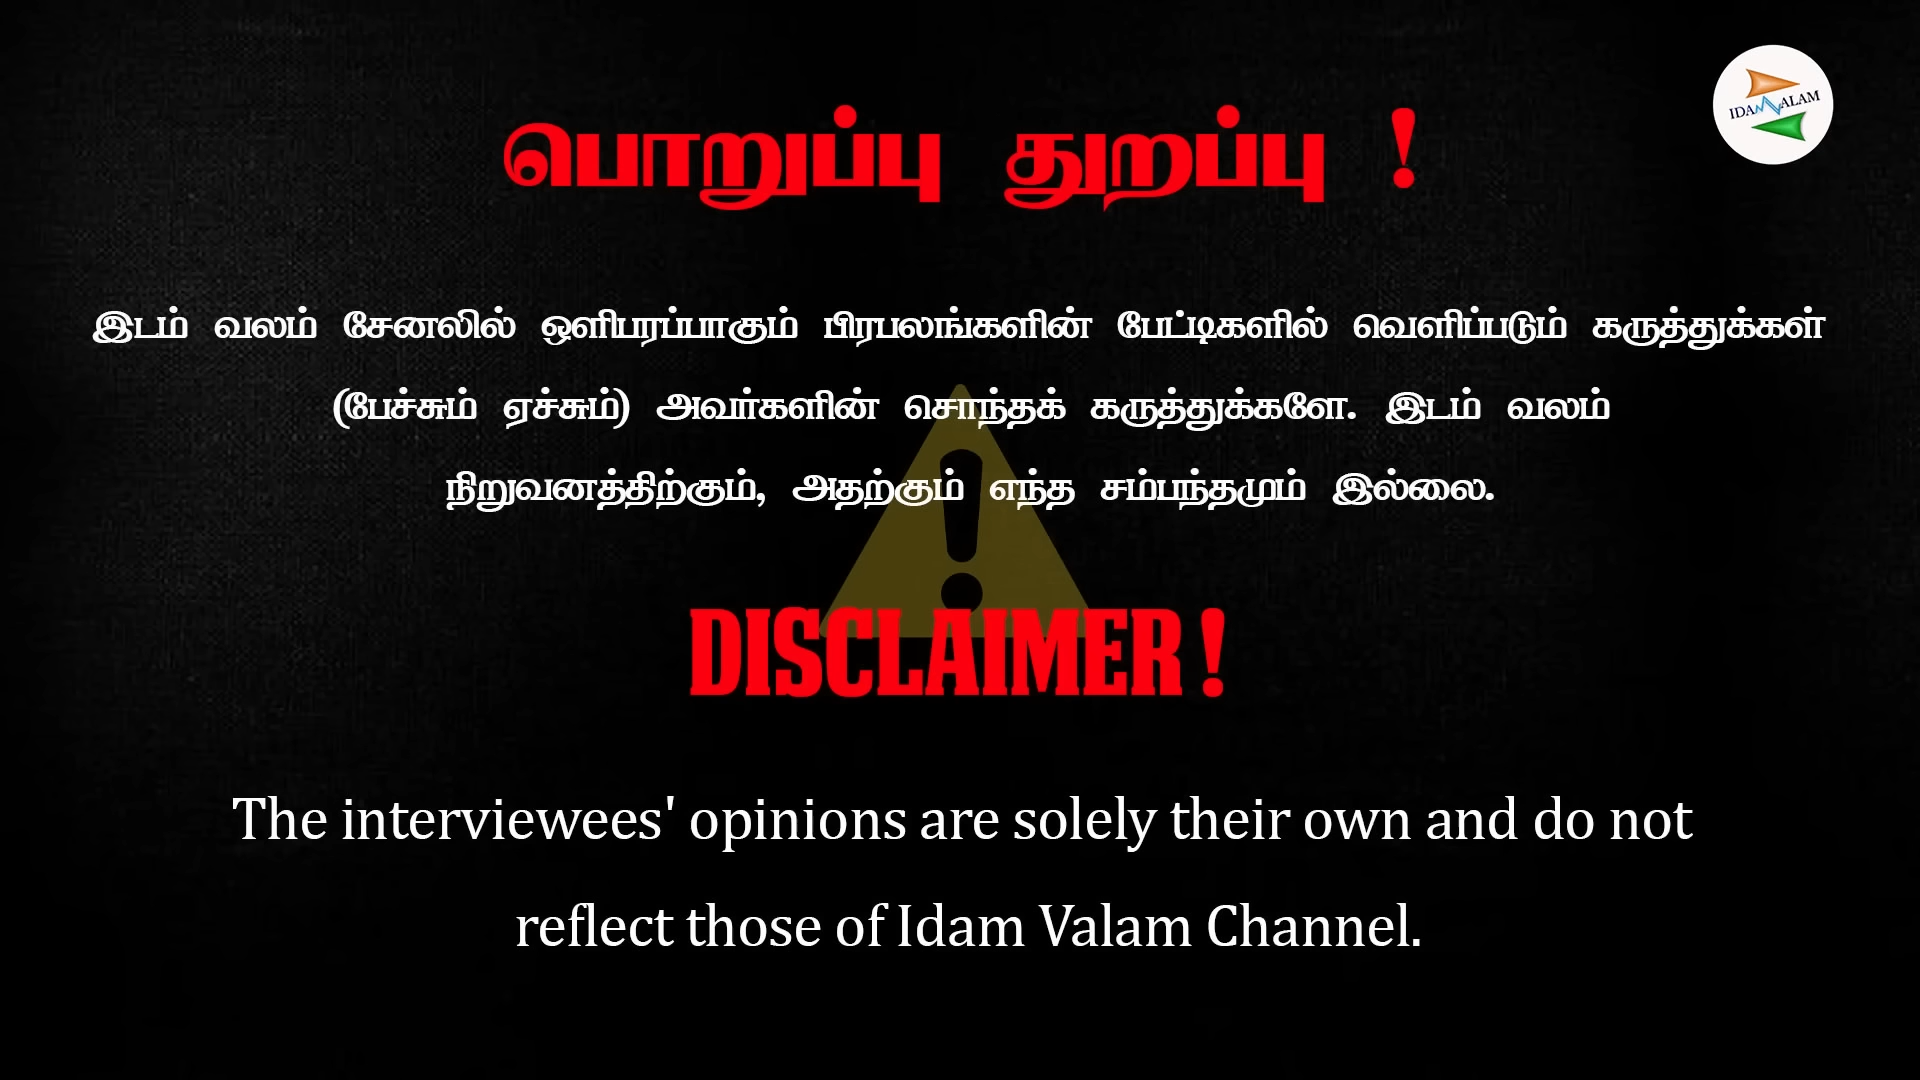 IDAM VALAM
பொறுப்பு துறப்பு !
இடம் வலம் சேனலில் ஒளிபரப்பாகும் பிரபலங்களின் பேட்டிகளில் வெளிப்படும் கருத்துக்கள்
(பேச்சும் ஏச்சும்) அவர்களின் சொந்தக் கருத்துக்களே. இடம் வலம்
நிறுவனத்திற்கும், அதற்கும் எந்த சம்பந்தமும் இல்லை.
DISCLAIMER!
The interviewees' opinions are solely their own and do not
reflect those of Idam Valam Channel.